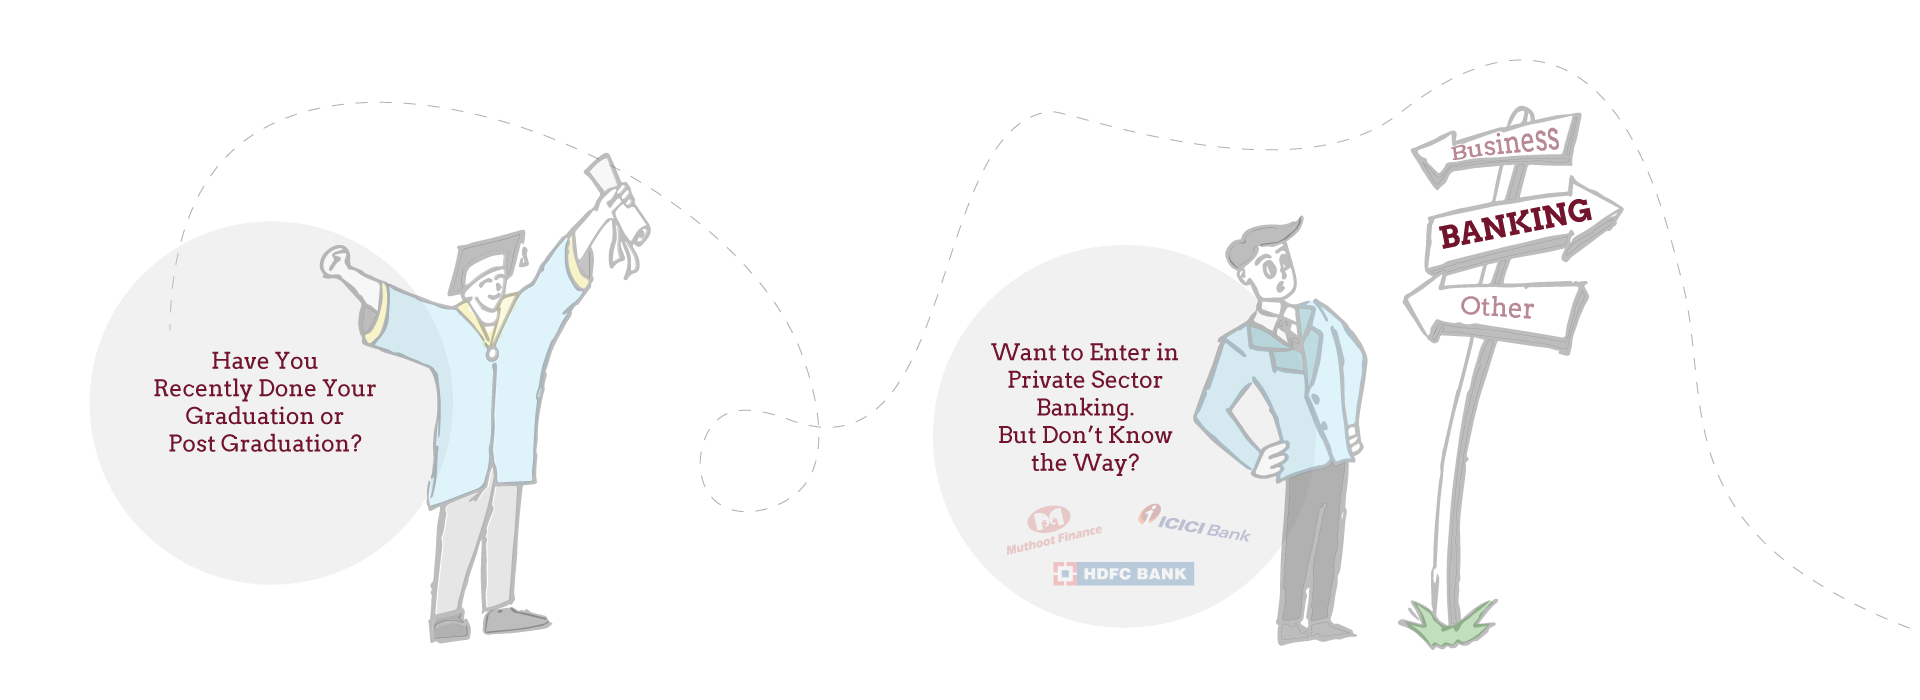 Have You
Recently Done Your
Graduation or
Post Graduation?
Want to Enter in
Private Sector
Banking.
But Don't Know
the Way?
Muthoot Finance
ICICI Bank
HDFC BANK
Business
BANKING
Other